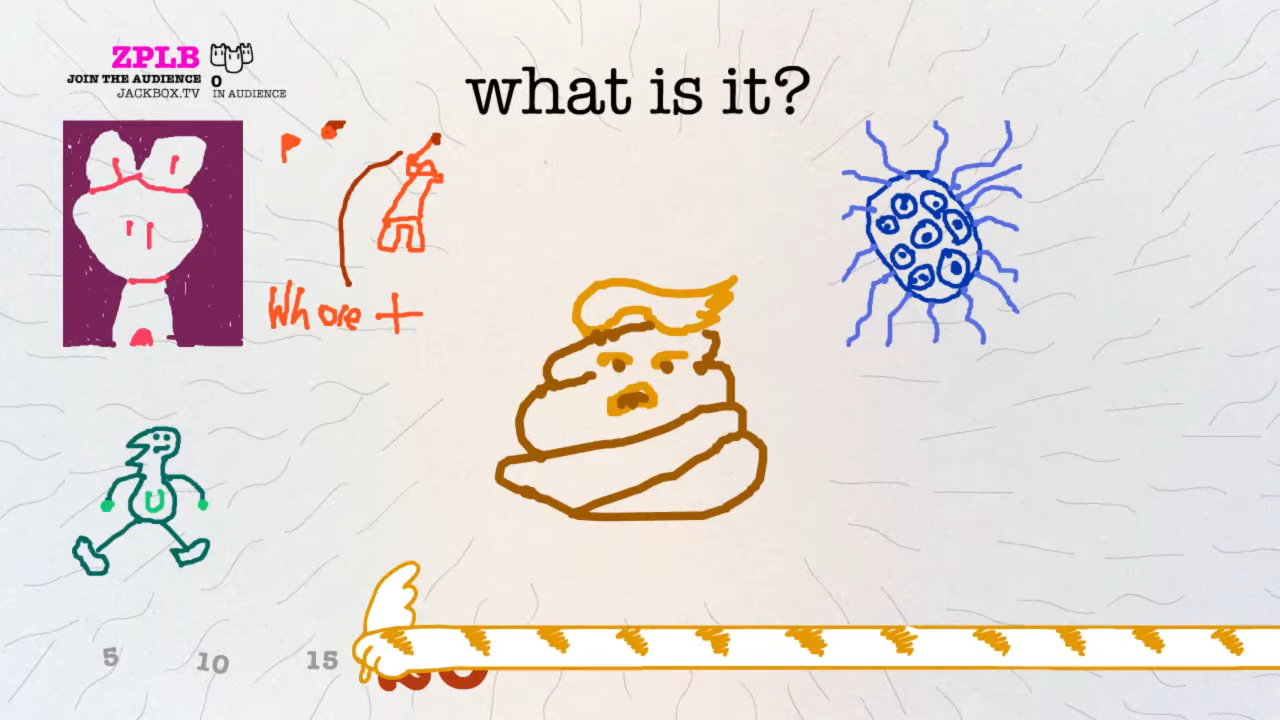 ZPLB
JOIN THE AUDIENCE
JACKBOX.TV
0
IN AUDIENCE
what is it?
P
Whore +
U
5
10
15